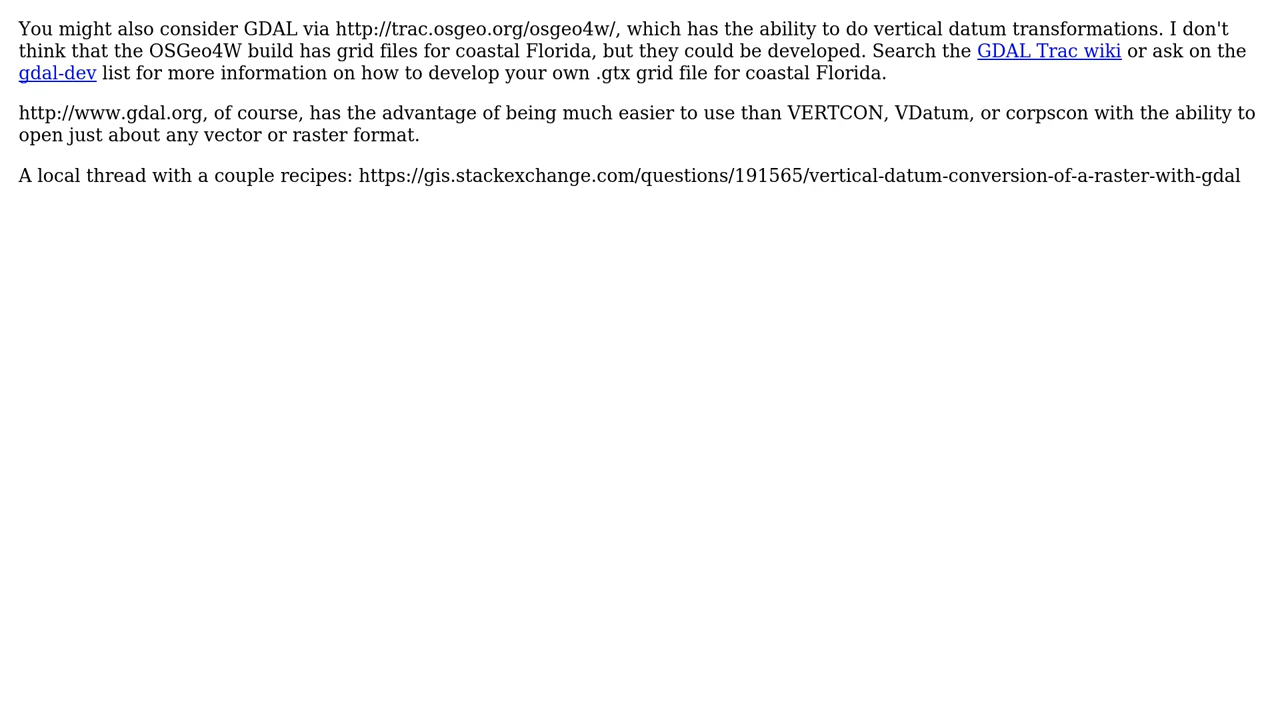 You might also consider GDAL via http://trac.osgeo.org/osgeo4w/, which has the ability to do vertical datum transformations. I don't
think that the OSGeo4W build has grid files for coastal Florida, but they could be developed. Search the GDAL Trac wiki or ask on the
gdal-dev list for more information on how to develop your own .gtx grid file for coastal Florida.
http://www.gdal.org, of course, has the advantage of being much easier to use than VERTCON, VDatum, or corpscon with the ability to
open just about any vector or raster format.
A local thread with a couple recipes: https://gis.stackexchange.com/questions/191565/vertical-datum-conversion-of-a-raster-with-gdal